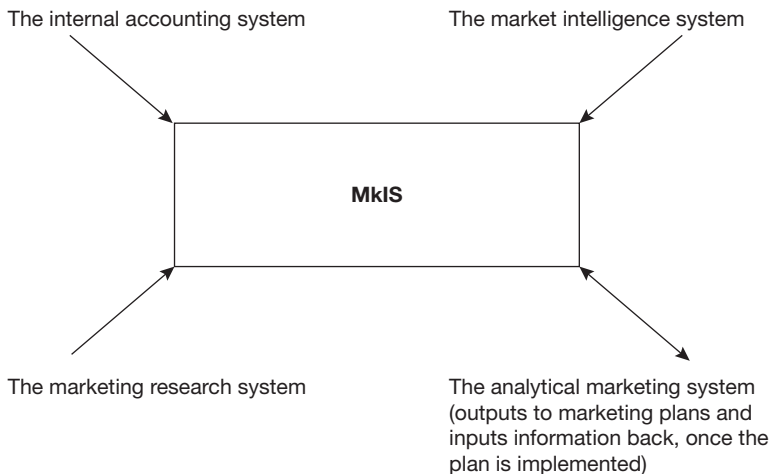 The internal accounting system
The market intelligence system
MkIS
The marketing research system
The analytical marketing system
(outputs to marketing plans and
inputs information back, once the
plan is implemented)